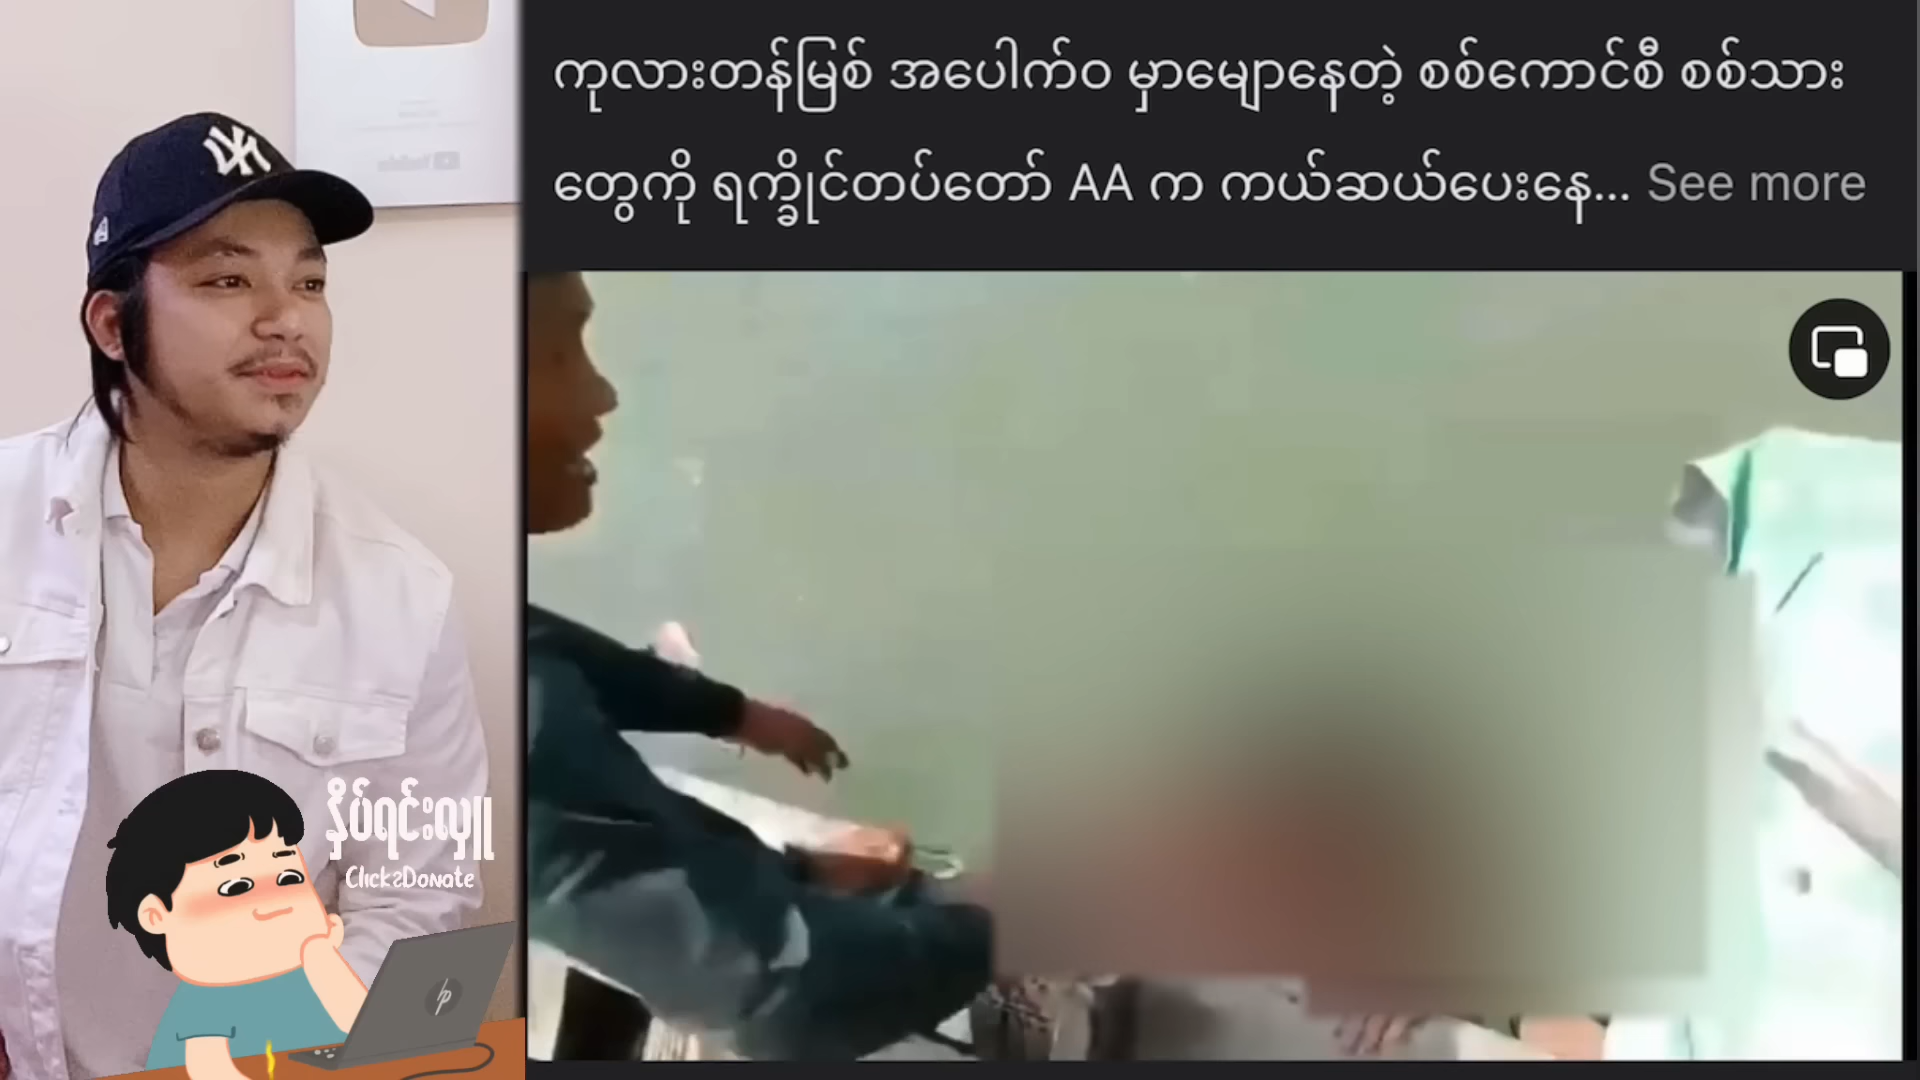 ကုလားတန်မြစ် အပေါက်ဝ မှာမျောနေတဲ့ စစ်ကောင်စီ စစ်သား
တွေကို ရက္ခိုင်တပ်တော် AA က ကယ်ဆယ်ပေးနေ... See more
နှိပ်ရင်းလှူ
Click2Donate
hp